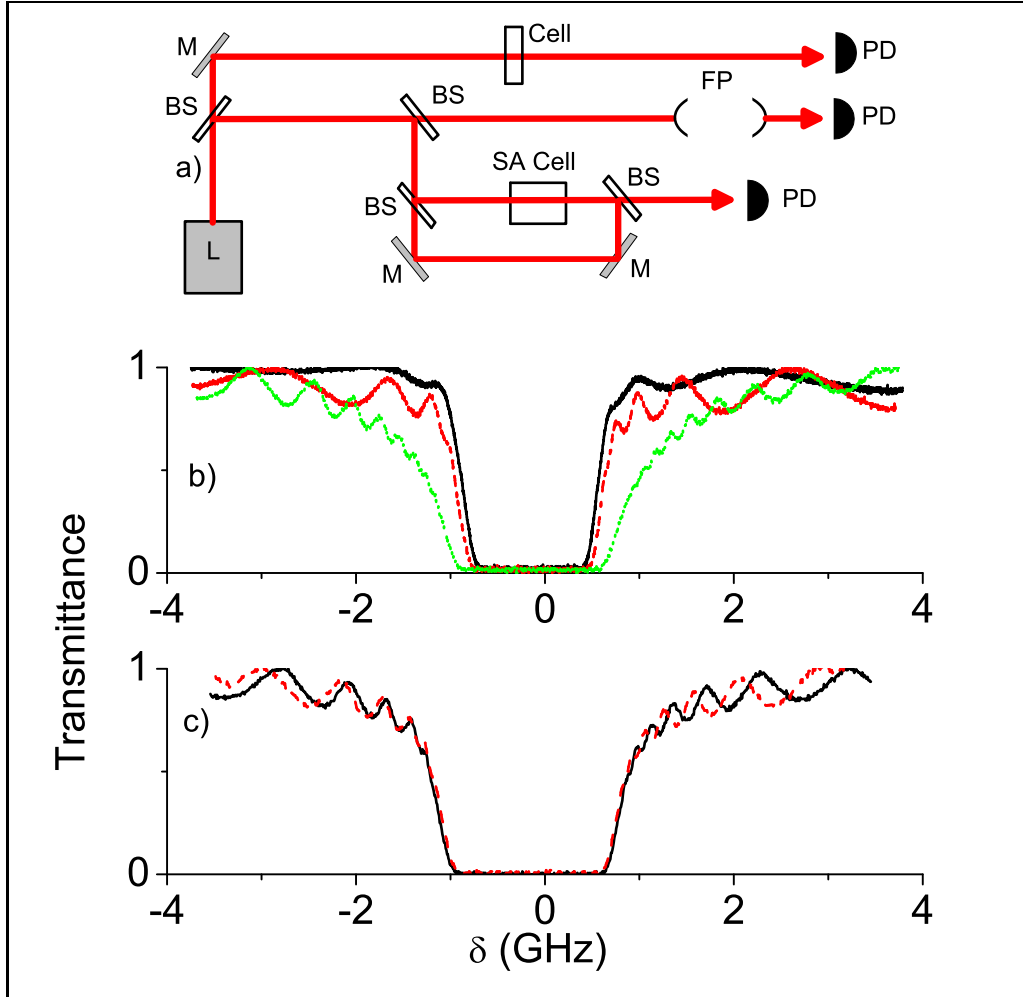 M
Cell
PD
BS
BS
FP
PD
a)
SA Cell
BS
BS
PD
L
M
M
1
b)
0
-4
-2
0
2
4
Transmittance
1
c)
0
-4
-2
0
2
4
δ (GHz)